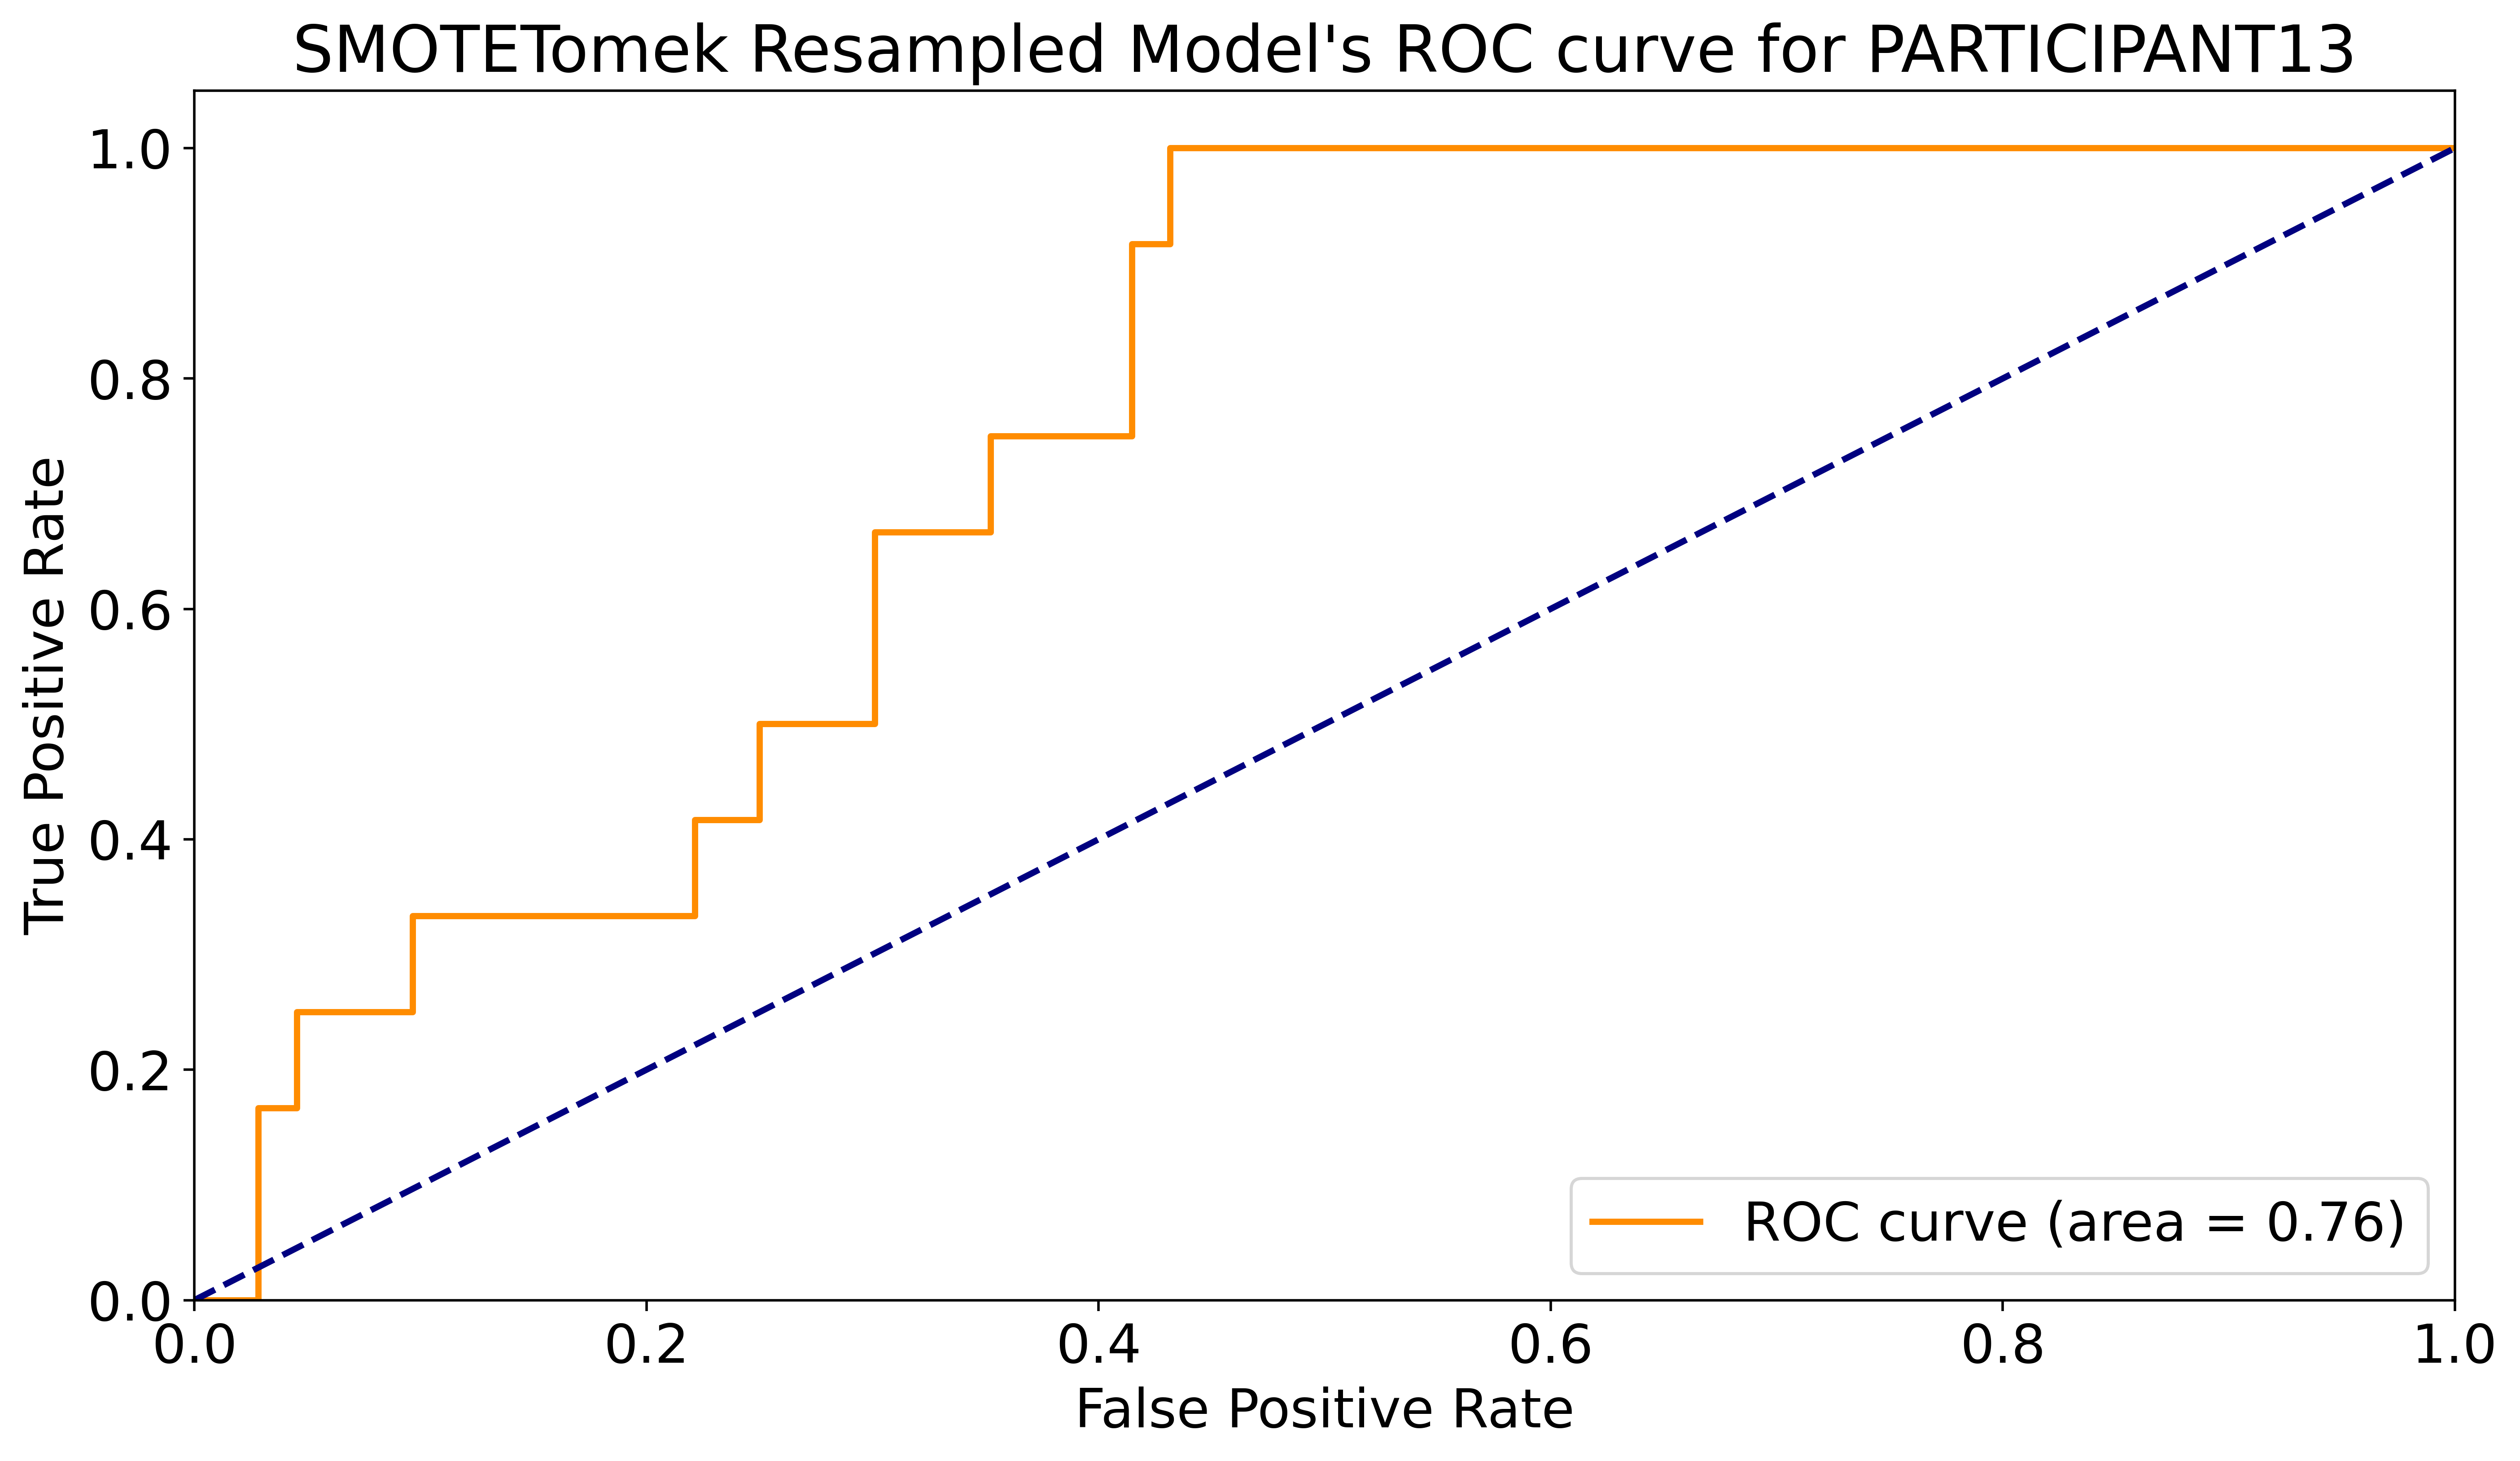 SMOTETomek Resampled Model's ROC curve for PARTICIPANT13
True Positive Rate
1.0
0.8
0.6
0.4
0.2
0.0
ROC curve (area = 0.76)
0.0 0.2 0.4 0.6 0.8 1.0
False Positive Rate